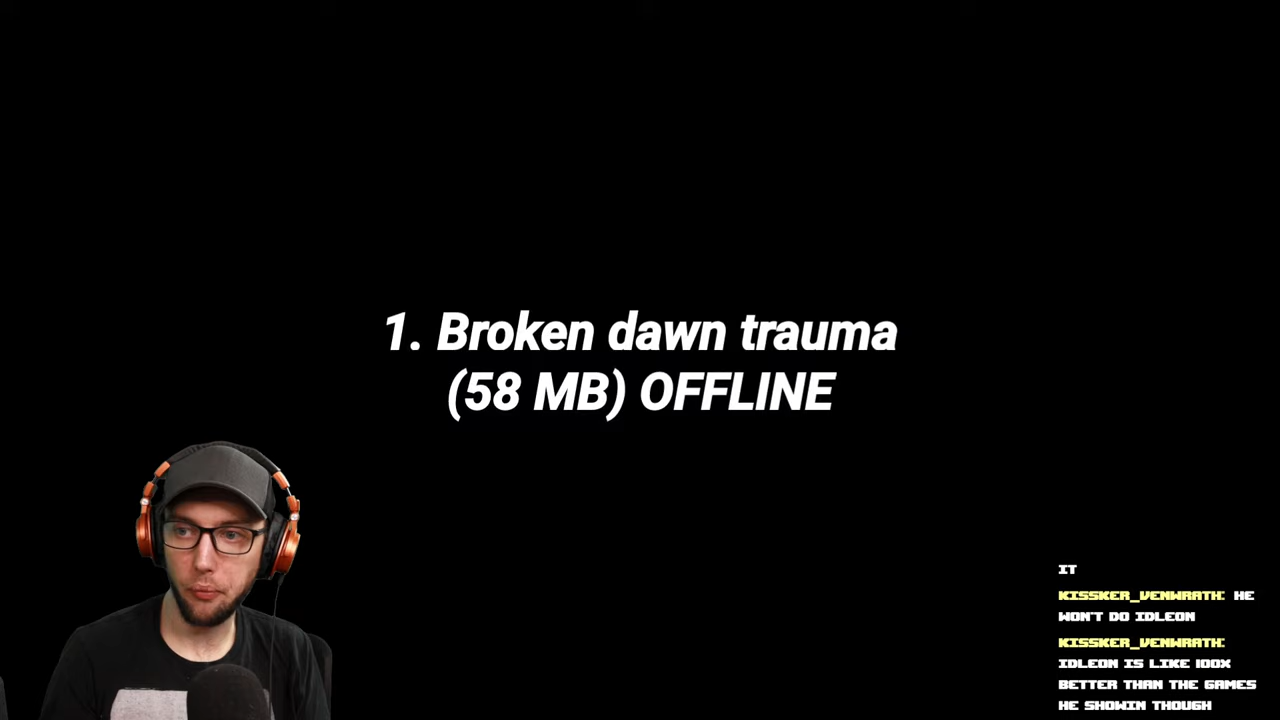 1. Broken dawn trauma
(58 MB) OFFLINE
IT
KISSKER_VENWRATH: HE
WON'T DO IDLEON
KISSKER_VENWRATH:
IDLEON IS LIKE 100X
BETTER THAN THE GAMES
HE SHOWIN THOUGH